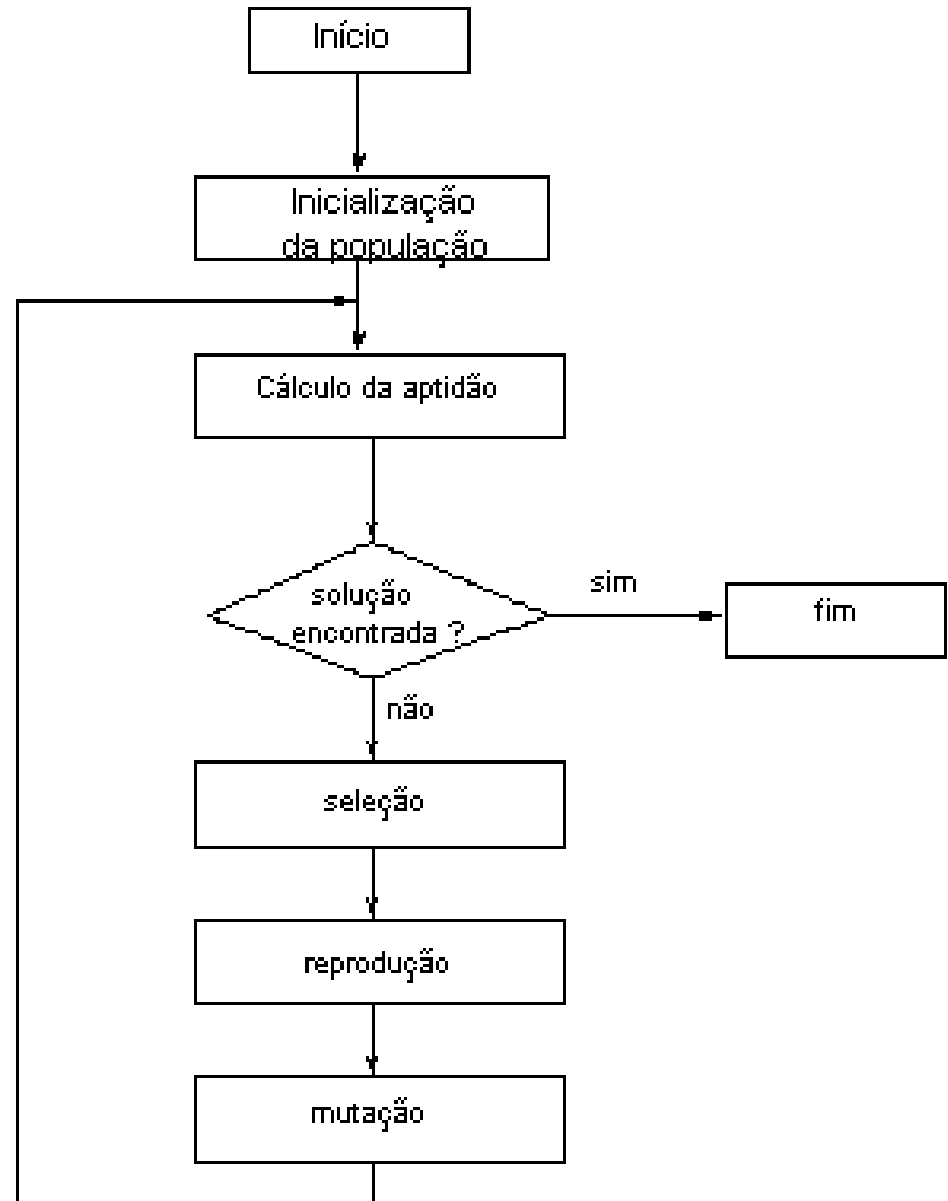 Início
Inicialização
da população
Cálculo da aptidão
solução
encontrada ?
sim
fim
não
seleção
reprodução
mutação